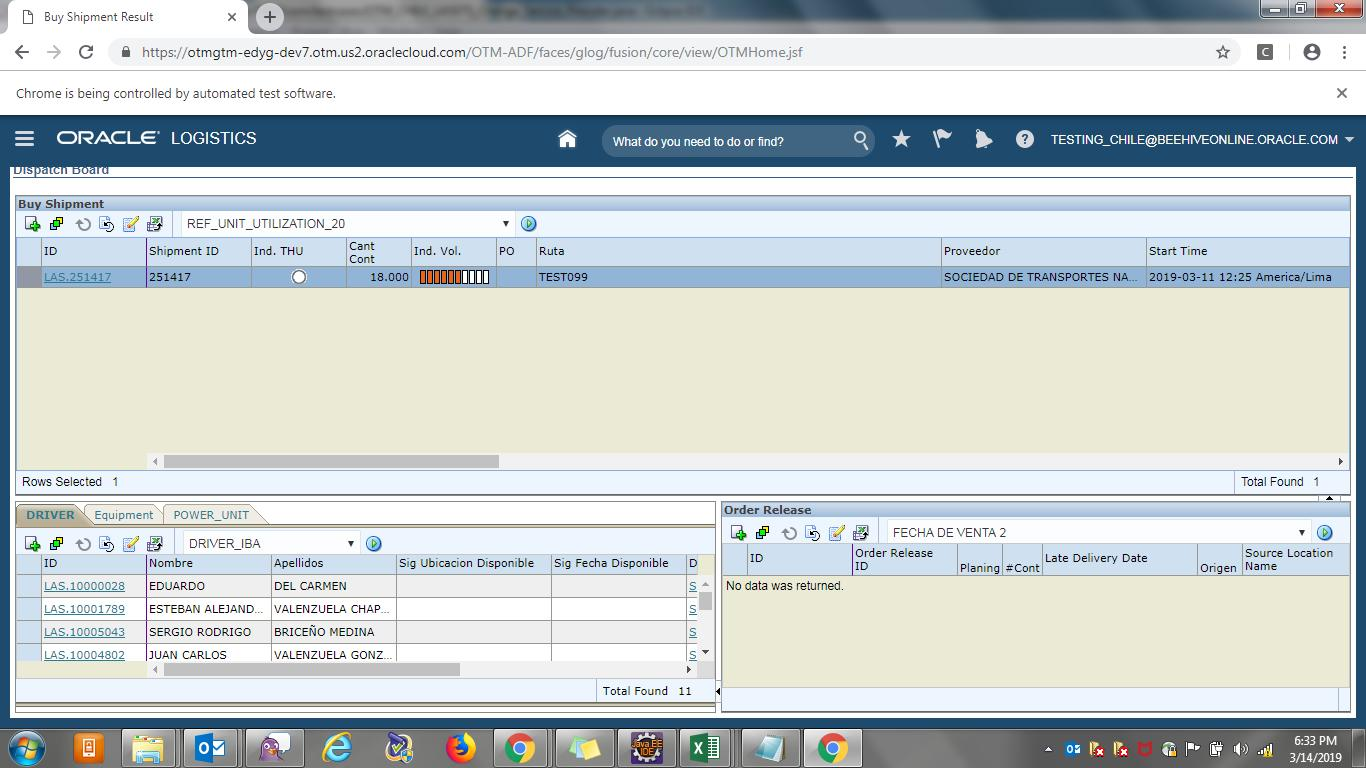 Buy Shipment Result
https://otmgtm-edyg-dev7.otm.us2.oraclecloud.com/OTM-ADF/faces/glog/fusion/core/view/OTMHome.jsf
C
Chrome is being controlled by automated test software.
ORACLE LOGISTICS
What do you need to do or find?
TESTING_CHILE@BEEHIVEONLINE.ORACLE.COM
Dispatch Board
Buy Shipment
REF_UNIT_UTILIZATION_20
ID Shipment ID Ind. THU Cant Cont Ind. Vol. PO Ruta Proveedor Start Time
LAS.251417 251417 18.000 TEST099 SOCIEDAD DE TRANSPORTES NA... 2019-03-11 12:25 America/Lima
Rows Selected 1
Total Found 1
DRIVER Equipment POWER_UNIT
DRIVER_IBA
ID Nombre Apellidos Sig Ubicacion Disponible Sig Fecha Disponible D
LAS.10000028 EDUARDO DEL CARMEN S
LAS.10001789 ESTEBAN ALEJAND... VALENZUELA CHAP... S
LAS.10005043 SERGIO RODRIGO BRICEÑO MEDINA S
LAS.10004802 JUAN CARLOS VALENZUELA GONZ... S
Total Found 11
Order Release
FECHA DE VENTA 2
ID Order Release ID Planing #Cont Late Delivery Date Origen Source Location Name
No data was returned.
Java EE
IDE
6:33 PM
3/14/2019